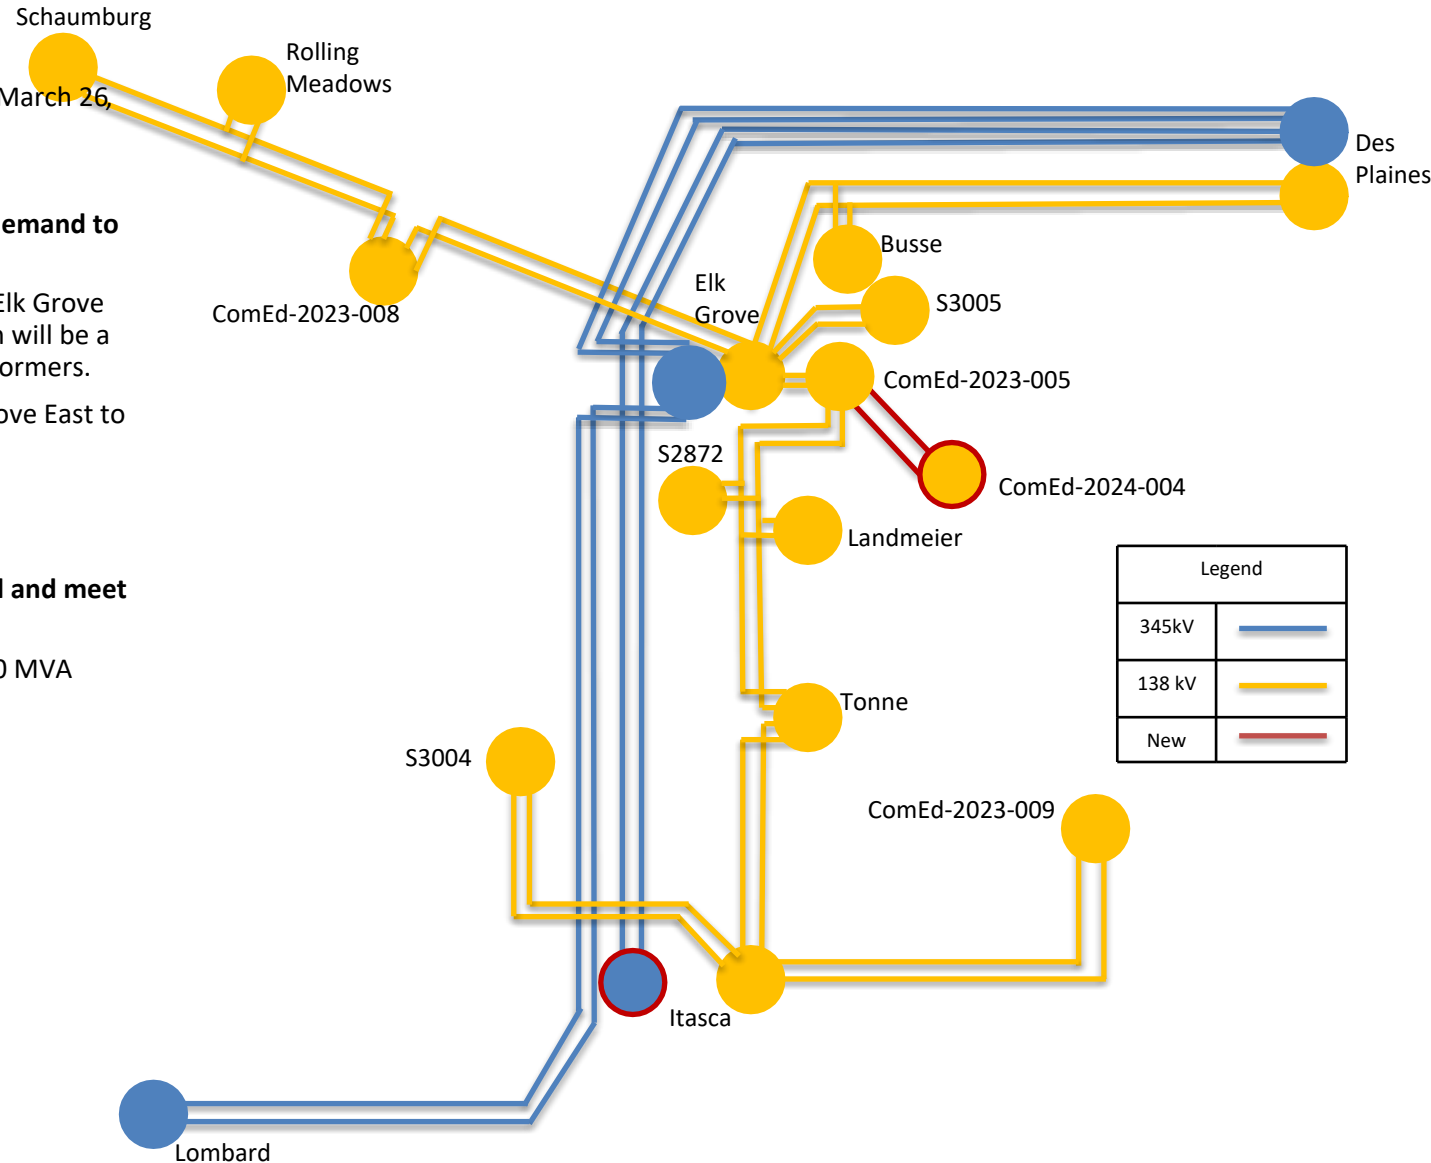 Schaumburg
Rolling
Meadows
March 26,
Des
Plaines
emand to
Busse
Elk
Grove
S3005
Elk Grove
n will be a
ormers.
ComEd-2023-008
ComEd-2023-005
ove East to
S2872
ComEd-2024-004
Landmeier
Legend
345kV
138 kV
New
d and meet
0 MVA
Tonne
S3004
ComEd-2023-009
Itasca
Lombard